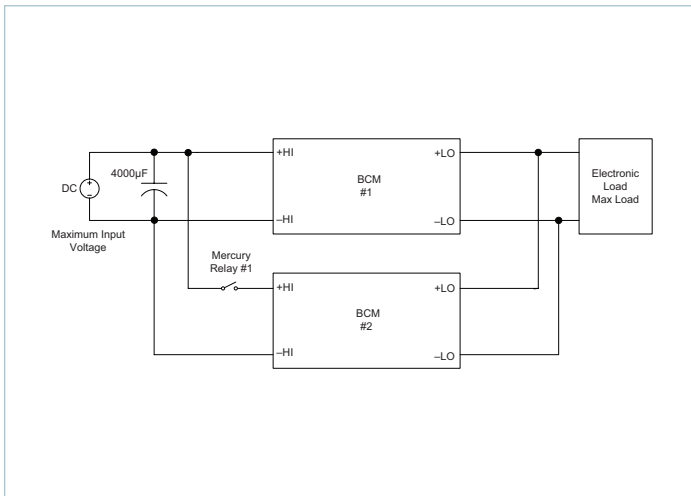 +HI
+LO
4000µF
BCM
#1
Electronic
Load
Max Load
DC
+
–
–HI
–LO
Maximum Input
Voltage
Mercury
Relay #1
+HI
+LO
BCM
#2
–HI
–LO